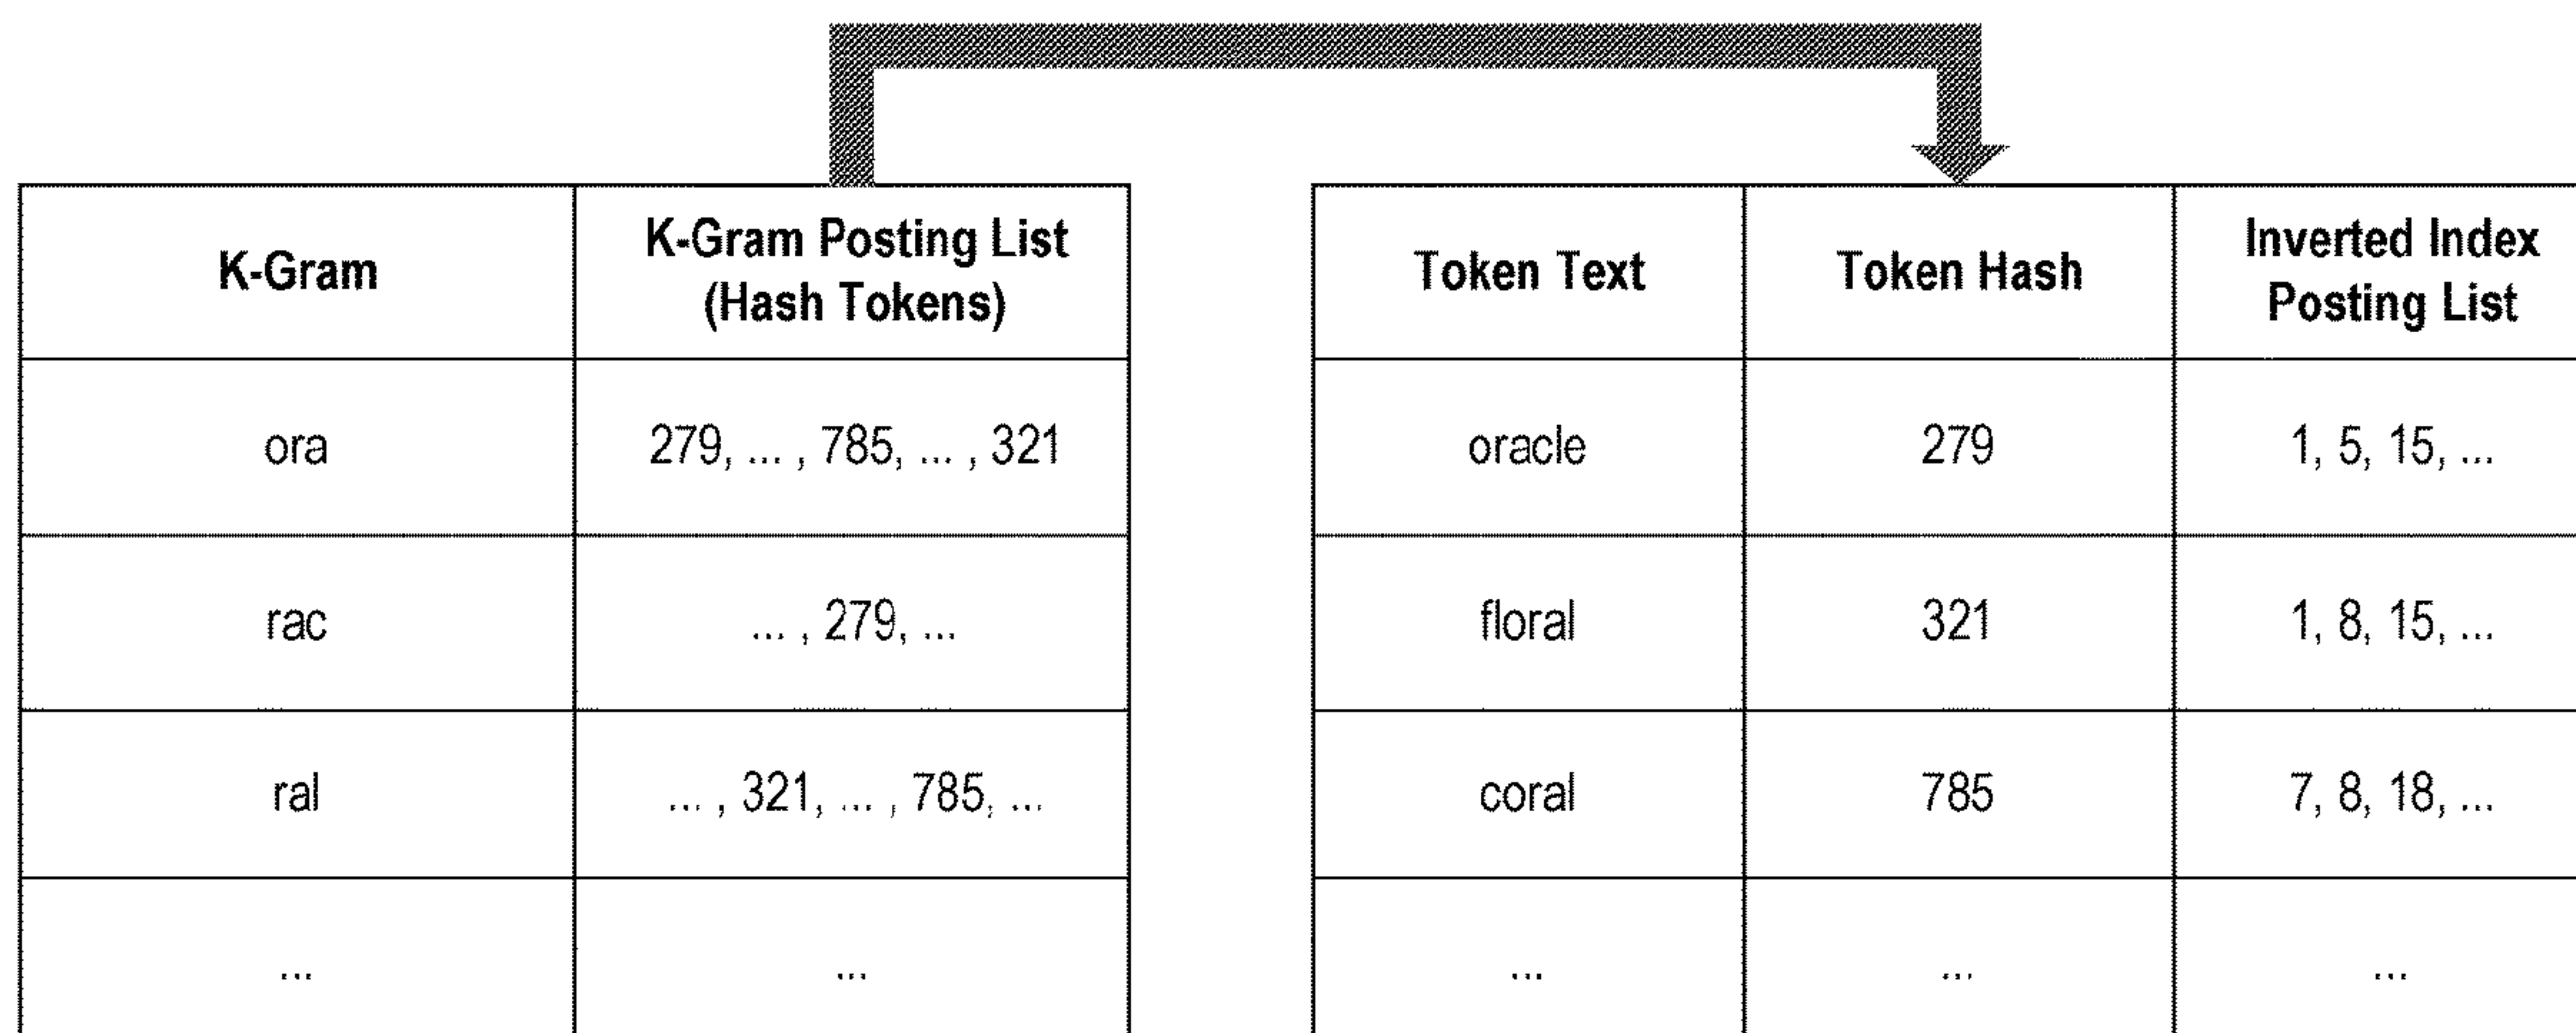 K-Gram
K-Gram Posting List
(Hash Tokens)
ora
279, ... , 785, ... , 321
rac
... , 279, ...
ral
... , 321, ... , 785, ...
...
...
Token Text
Token Hash
Inverted Index
Posting List
oracle
279
1, 5, 15, ...
floral
321
1, 8, 15, ...
coral
785
7, 8, 18, ...
...
...
...